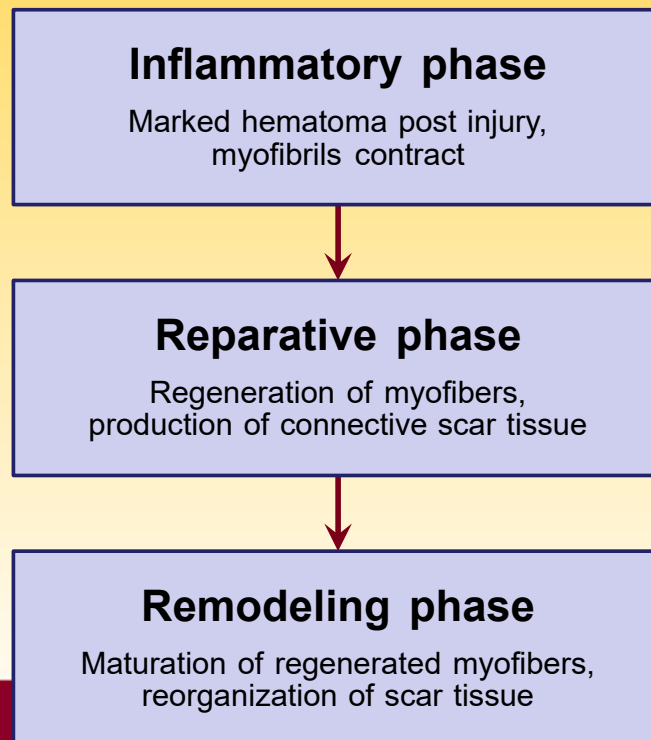 Inflammatory phase
Marked hematoma post injury,
myofibrils contract
Reparative phase
Regeneration of myofibers,
production of connective scar tissue
Remodeling phase
Maturation of regenerated myofibers,
reorganization of scar tissue